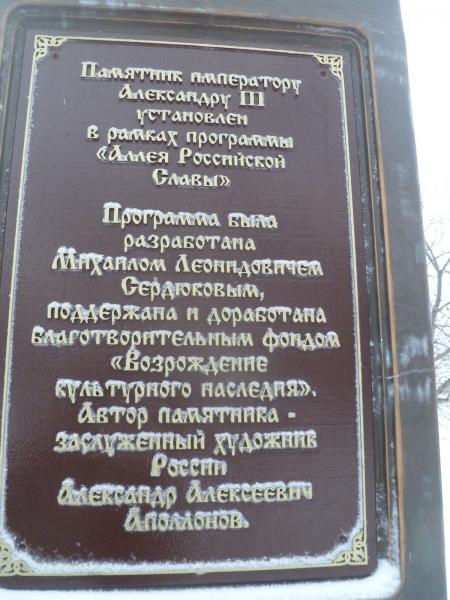 Памятник императору
Александру III
установлен
в рамках программы
«Аллея Российской
Славы»
Программа была
разработана
Михаилом Леонидовичем
Сердюковым,
поддержана и доработана
благотворительным фондом
«Возрождение
культурного наследия».
Автор памятника -
заслуженный художник
России
Александр Алексеевич
Аполлонов.